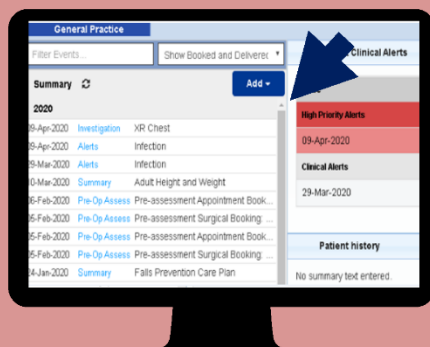 General Practice
Filter Events...
Show Booked and Delivered
Clinical Alerts
Summary
Add
2020
High Priority Alerts
09-Apr-2020 Investigation XR Chest
09-Apr-2020
09-Apr-2020 Alerts Infection
29-Mar-2020 Alerts Infection
Clinical Alerts
10-Mar-2020 Summary Adult Height and Weight
29-Mar-2020
06-Feb-2020 Pre-Op Assess Pre-assessment Appointment Book...
05-Feb-2020 Pre-Op Assess Pre-assessment Surgical Booking: ...
05-Feb-2020 Pre-Op Assess Pre-assessment Appointment Book...
05-Feb-2020 Pre-Op Assess Pre-assessment Surgical Booking: ...
Patient history
24-Jan-2020 Summary Falls Prevention Care Plan
No summary text entered.